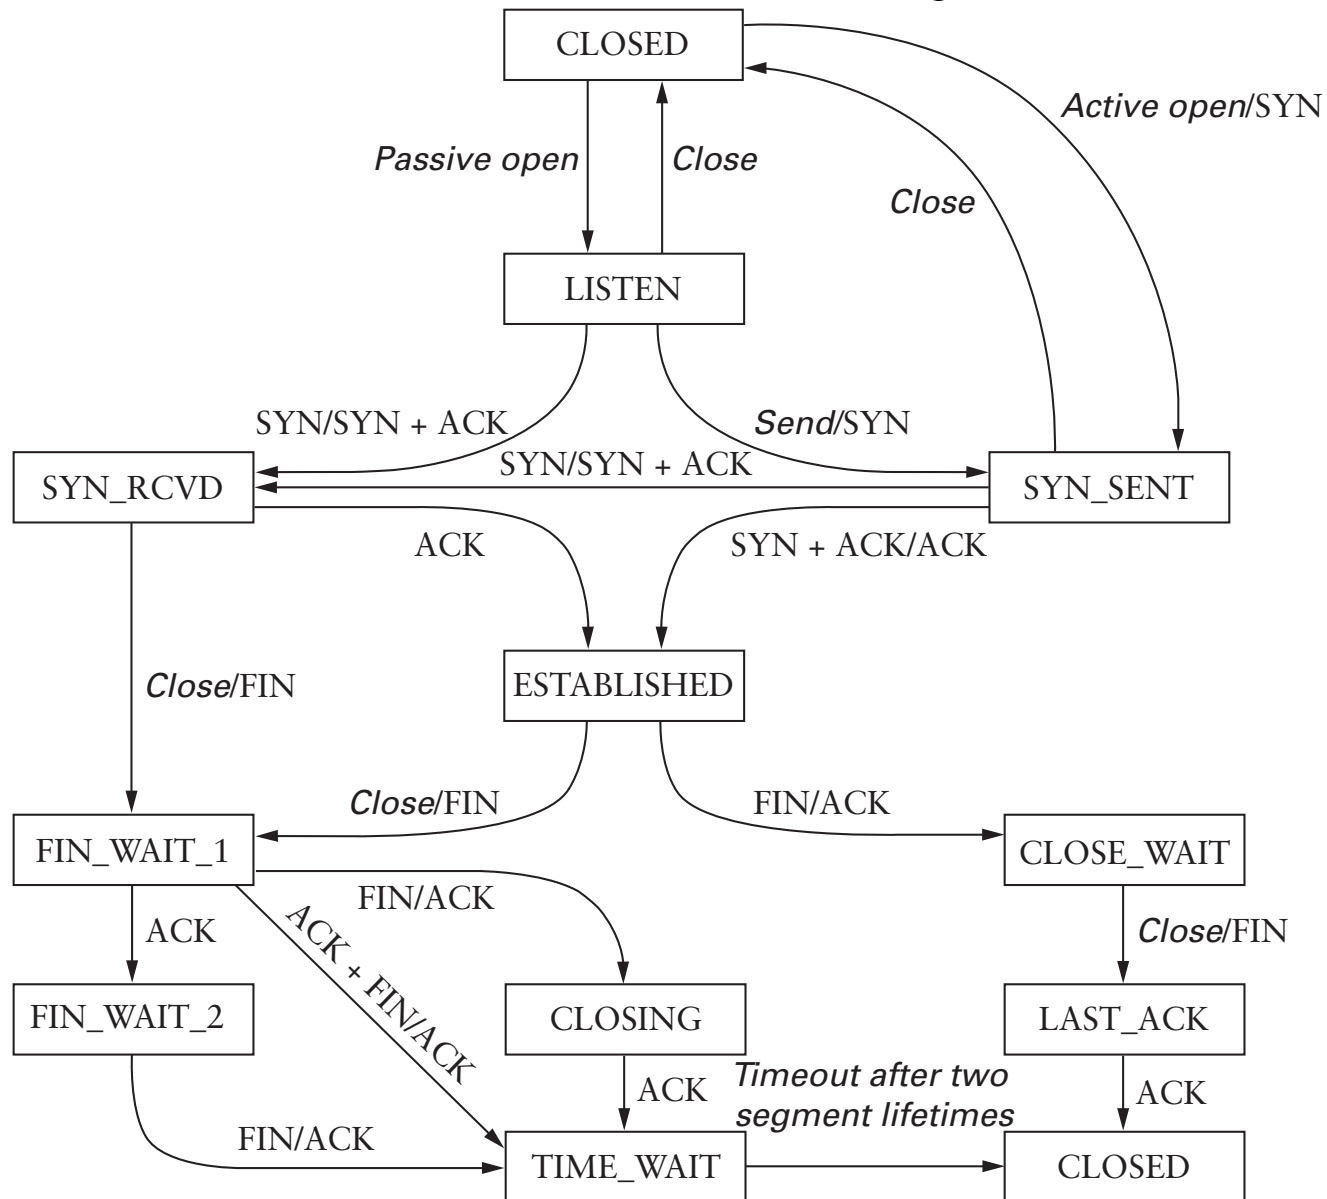 CLOSED
Active open/SYN
Passive open
Close
Close
LISTEN
SYN/SYN + ACK
Send/SYN
SYN/SYN + ACK
SYN_RCVD
SYN_SENT
ACK
SYN + ACK/ACK
Close/FIN
ESTABLISHED
Close/FIN
FIN/ACK
FIN_WAIT_1
CLOSE_WAIT
FIN/ACK
ACK
ACK + FIN/ACK
Close/FIN
FIN_WAIT_2
CLOSING
LAST_ACK
ACK
Timeout after two
segment lifetimes
ACK
FIN/ACK
TIME_WAIT
CLOSED